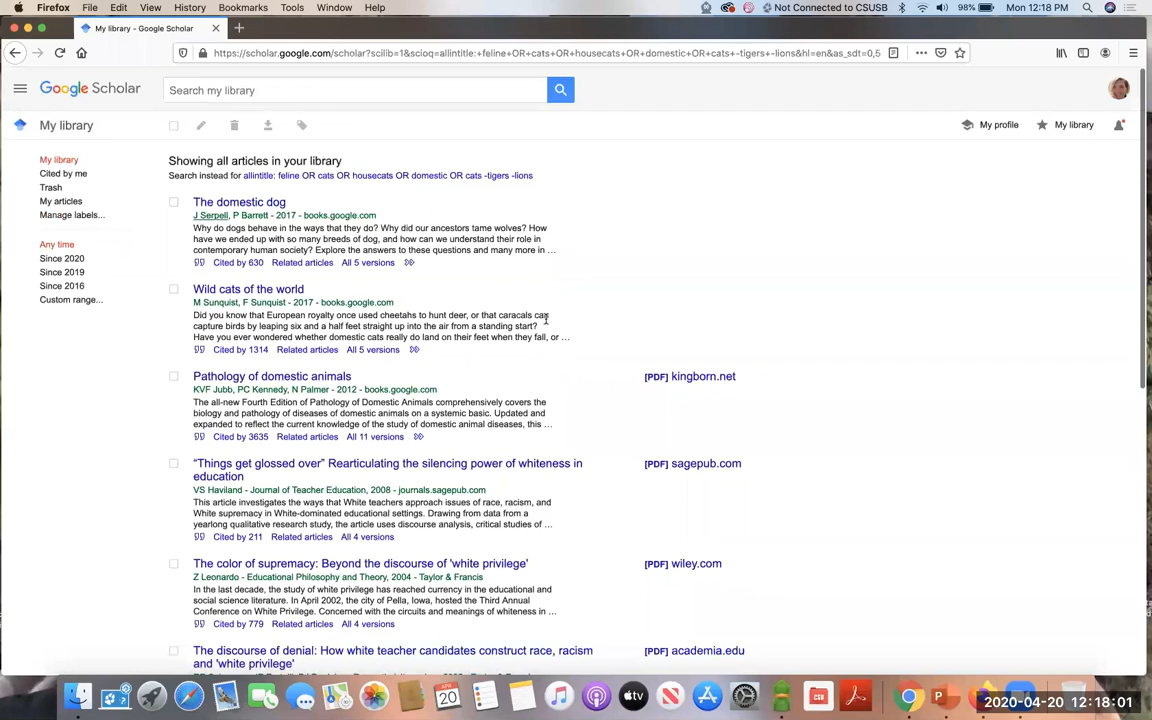 Firefox File Edit View History Bookmarks Tools Window Help Not Connected to CSUSB 98% Mon 12:18 PM
My library - Google Scholar
https://scholar.google.com/scholar?scilib=1&scioq=allintitle:+feline+OR+cats+OR+housecats+OR+domestic+OR+cats+-tigers+-lions&hl=en&as_sdt=0,5
Google Scholar
Search my library
My library
My profile
My library
My library
Cited by me
Trash
My articles
Manage labels...
Any time
Since 2020
Since 2019
Since 2016
Custom range...
Showing all articles in your library
Search instead for allintitle: feline OR cats OR housecats OR domestic OR cats -tigers -lions
The domestic dog
J Serpell, P Barrett - 2017 - books.google.com
Why do dogs behave in the ways that they do? Why did our ancestors tame wolves? How
have we ended up with so many breeds of dog, and how can we understand their role in
contemporary human society? Explore the answers to these questions and many more in ...
Cited by 630 Related articles All 5 versions
Wild cats of the world
M Sunquist, F Sunquist - 2017 - books.google.com
Did you know that European royalty once used cheetahs to hunt deer, or that caracals can
capture birds by leaping six and a half feet straight up into the air from a standing start?
Have you ever wondered whether domestic cats really do land on their feet when they fall, or ...
Cited by 1314 Related articles All 5 versions
Pathology of domestic animals
[PDF] kingborn.net
KVF Jubb, PC Kennedy, N Palmer - 2012 - books.google.com
The all-new Fourth Edition of Pathology of Domestic Animals comprehensively covers the
biology and pathology of diseases of domestic animals on a systemic basic. Updated and
expanded to reflect the current knowledge of the study of domestic animal diseases, this ...
Cited by 3635 Related articles All 11 versions
“Things get glossed over” Rearticulating the silencing power of whiteness in
education
[PDF] sagepub.com
VS Haviland - Journal of Teacher Education, 2008 - journals.sagepub.com
This article investigates the ways that White teachers approach issues of race, racism, and
White supremacy in White-dominated educational settings. Drawing from data from a
yearlong qualitative research study, the article uses discourse analysis, critical studies of ...
Cited by 211 Related articles All 4 versions
The color of supremacy: Beyond the discourse of 'white privilege'
[PDF] wiley.com
Z Leonardo - Educational Philosophy and Theory, 2004 - Taylor & Francis
In the last decade, the study of white privilege has reached currency in the educational and
social science literature. In April 2002, the city of Pella, Iowa, hosted the Third Annual
Conference on White Privilege. Concerned with the circuits and meanings of whiteness in ...
Cited by 779 Related articles All 4 versions
The discourse of denial: How white teacher candidates construct race, racism
and 'white privilege'
[PDF] academia.edu
APR
20
tv
CSB
2020-04-20 12:18:01